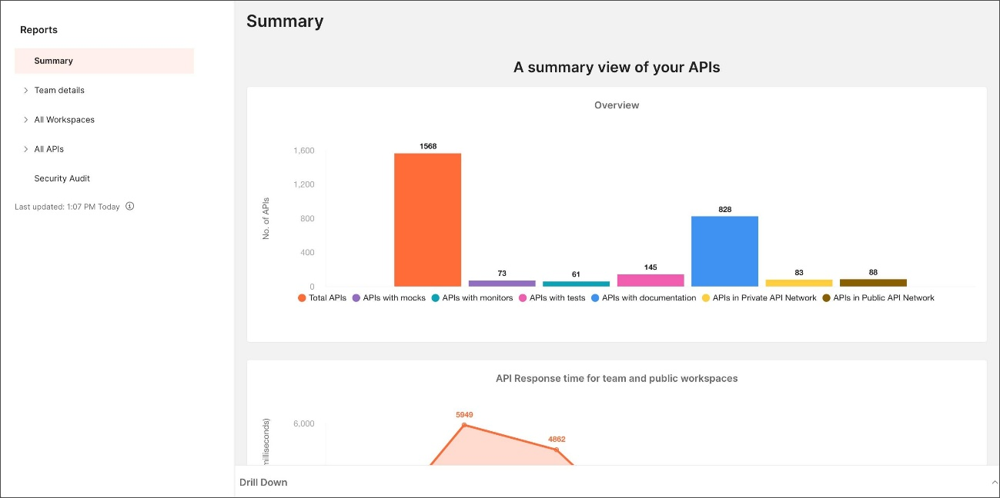 Reports
Summary
Team details
All Workspaces
All APIs
Security Audit
Last updated: 1:07 PM Today
Summary
A summary view of your APIs
Overview
No. of APIs
1,600
1,200
800
400
0
1568
73
61
145
828
83
88
Total APIs APIs with mocks APIs with monitors APIs with tests APIs with documentation APIs in Private API Network APIs in Public API Network
API Response time for team and public workspaces
milliseconds)
6,000
5949
4862
Drill Down